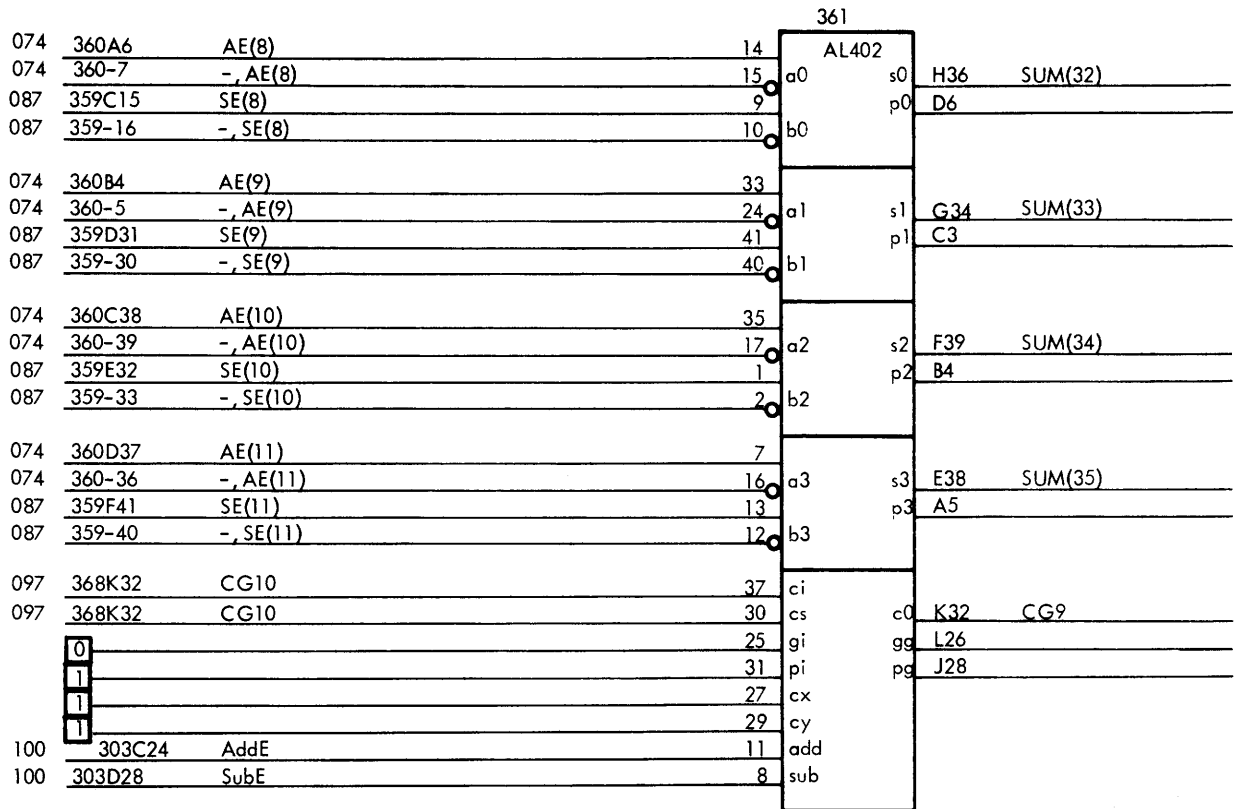 361
AL402
074 360A6 AE(8) 14
074 360-7 -, AE(8) 15 a0 s0 H36 SUM(32)
087 359C15 SE(8) 9 p0 D6
087 359-16 -, SE(8) 10 b0
074 360B4 AE(9) 33
074 360-5 -, AE(9) 24 a1 s1 G34 SUM(33)
087 359D31 SE(9) 41 p1 C3
087 359-30 -, SE(9) 40 b1
074 360C38 AE(10) 35
074 360-39 -, AE(10) 17 a2 s2 F39 SUM(34)
087 359E32 SE(10) 1 p2 B4
087 359-33 -, SE(10) 2 b2
074 360D37 AE(11) 7
074 360-36 -, AE(11) 16 a3 s3 E38 SUM(35)
087 359F41 SE(11) 13 p3 A5
087 359-40 -, SE(11) 12 b3
097 368K32 CG10 37 ci
097 368K32 CG10 30 cs c0 K32 CG9
0 25 gi gg L26
1 31 pi pg J28
1 27 cx
1 29 cy
100 303C24 AddE 11 add
100 303D28 SubE 8 sub